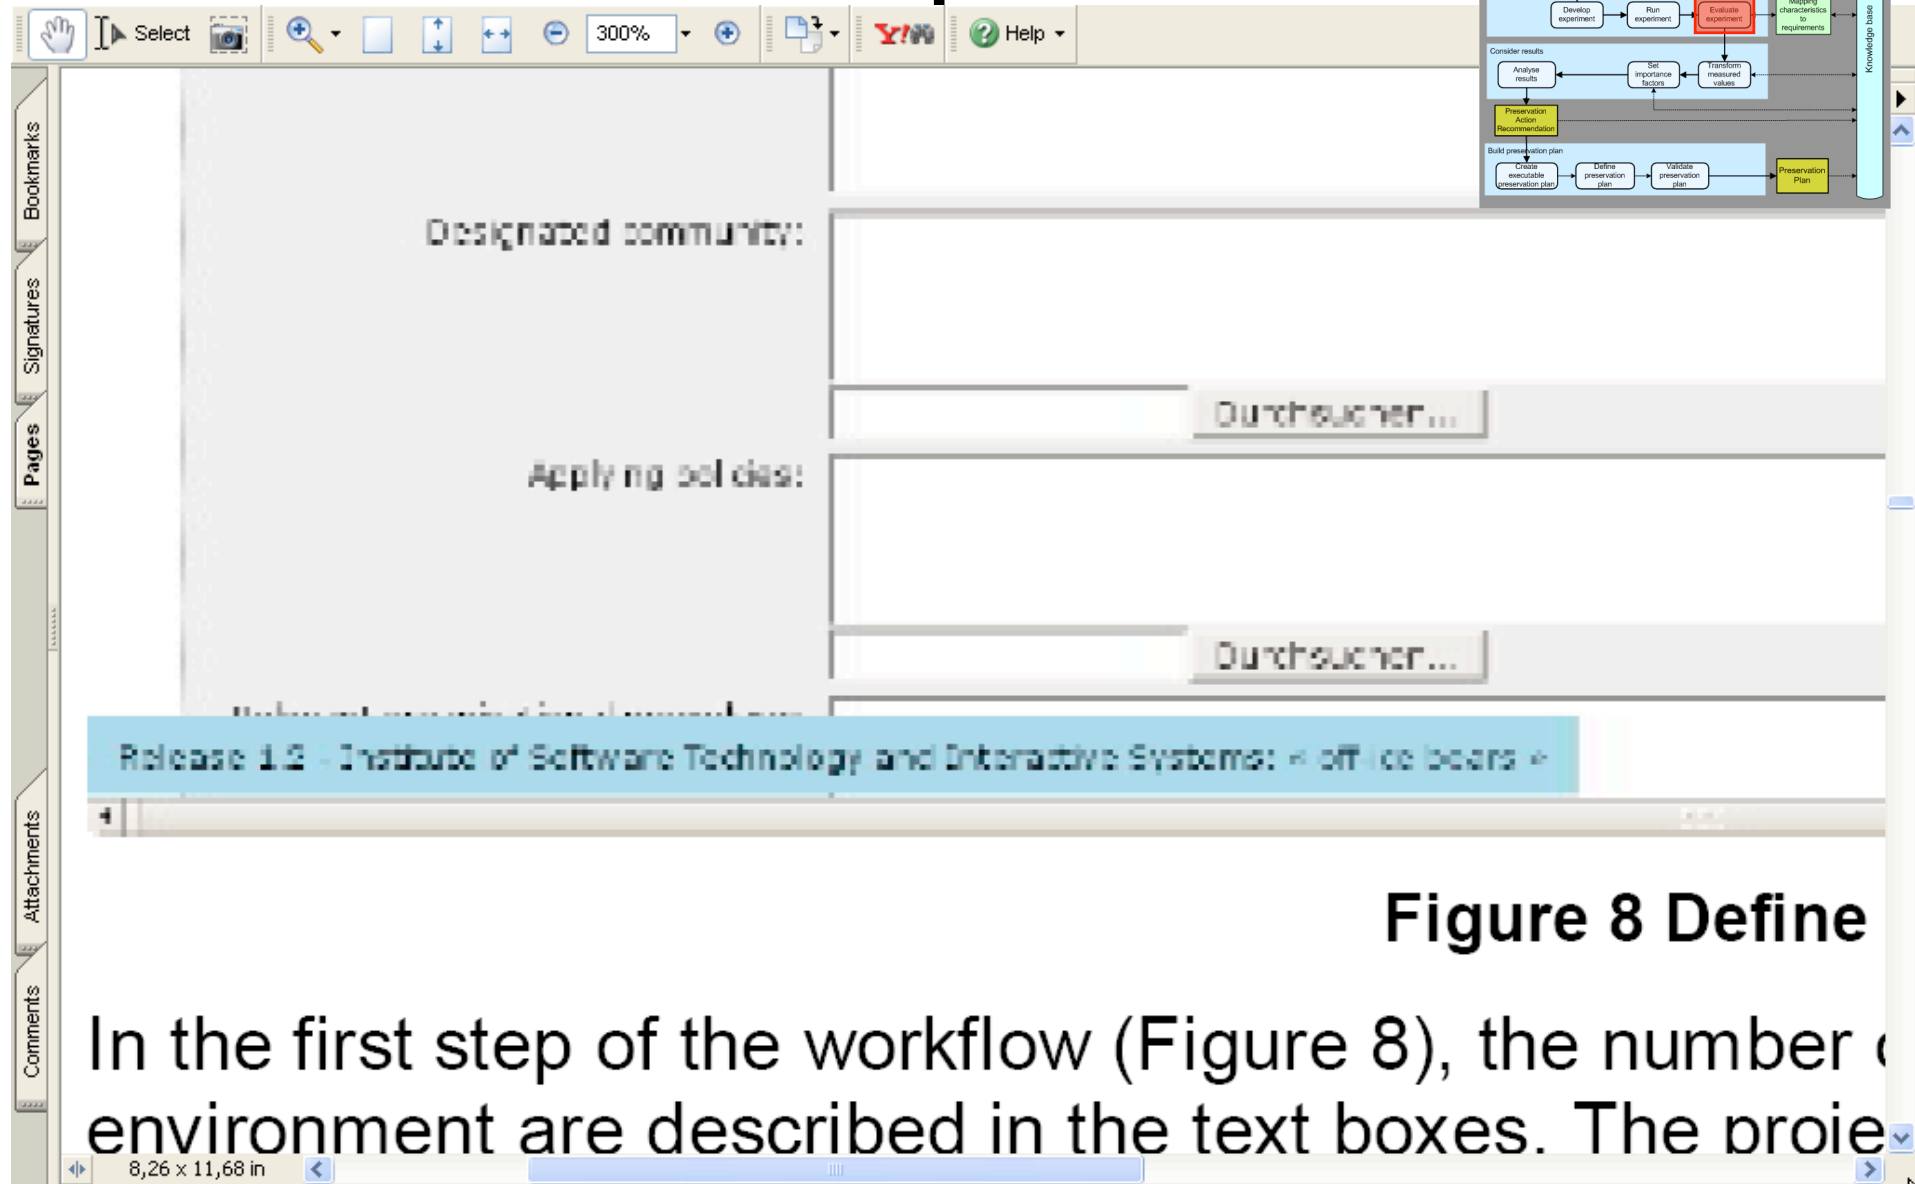 Select
300%
Y!
Help
Develop experiment
Run experiment
Evaluate experiment
Mapping characteristics to requirements
Knowledge base
Consider results
Analyse results
Set importance factors
Transform measured values
Preservation Action Recommendation
Build preservation plan
Create executable preservation plan
Define preservation plan
Validate preservation plan
Preservation Plan
Bookmarks
Signatures
Pages
Attachments
Comments
Designated community:
Durchsuchen...
Applying policies:
Durchsuchen...
Release 1.2 - Institute of Software Technology and Interactive Systems: < office bears <
Figure 8 Define
In the first step of the workflow (Figure 8), the number
environment are described in the text boxes. The proje
8,26 x 11,68 in